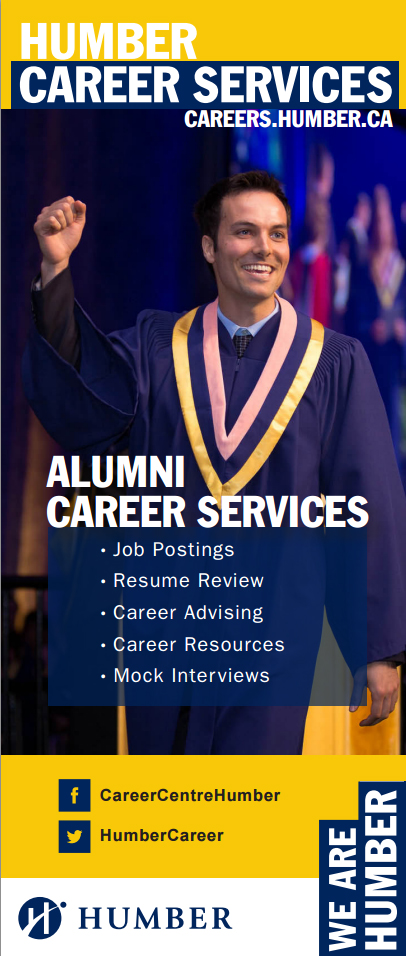 HUMBER
CAREER SERVICES
CAREERS.HUMBER.CA
ALUMNI
CAREER SERVICES
• Job Postings
• Resume Review
• Career Advising
• Career Resources
• Mock Interviews
CareerCentreHumber
HumberCareer
WE ARE
HUMBER
HUMBER